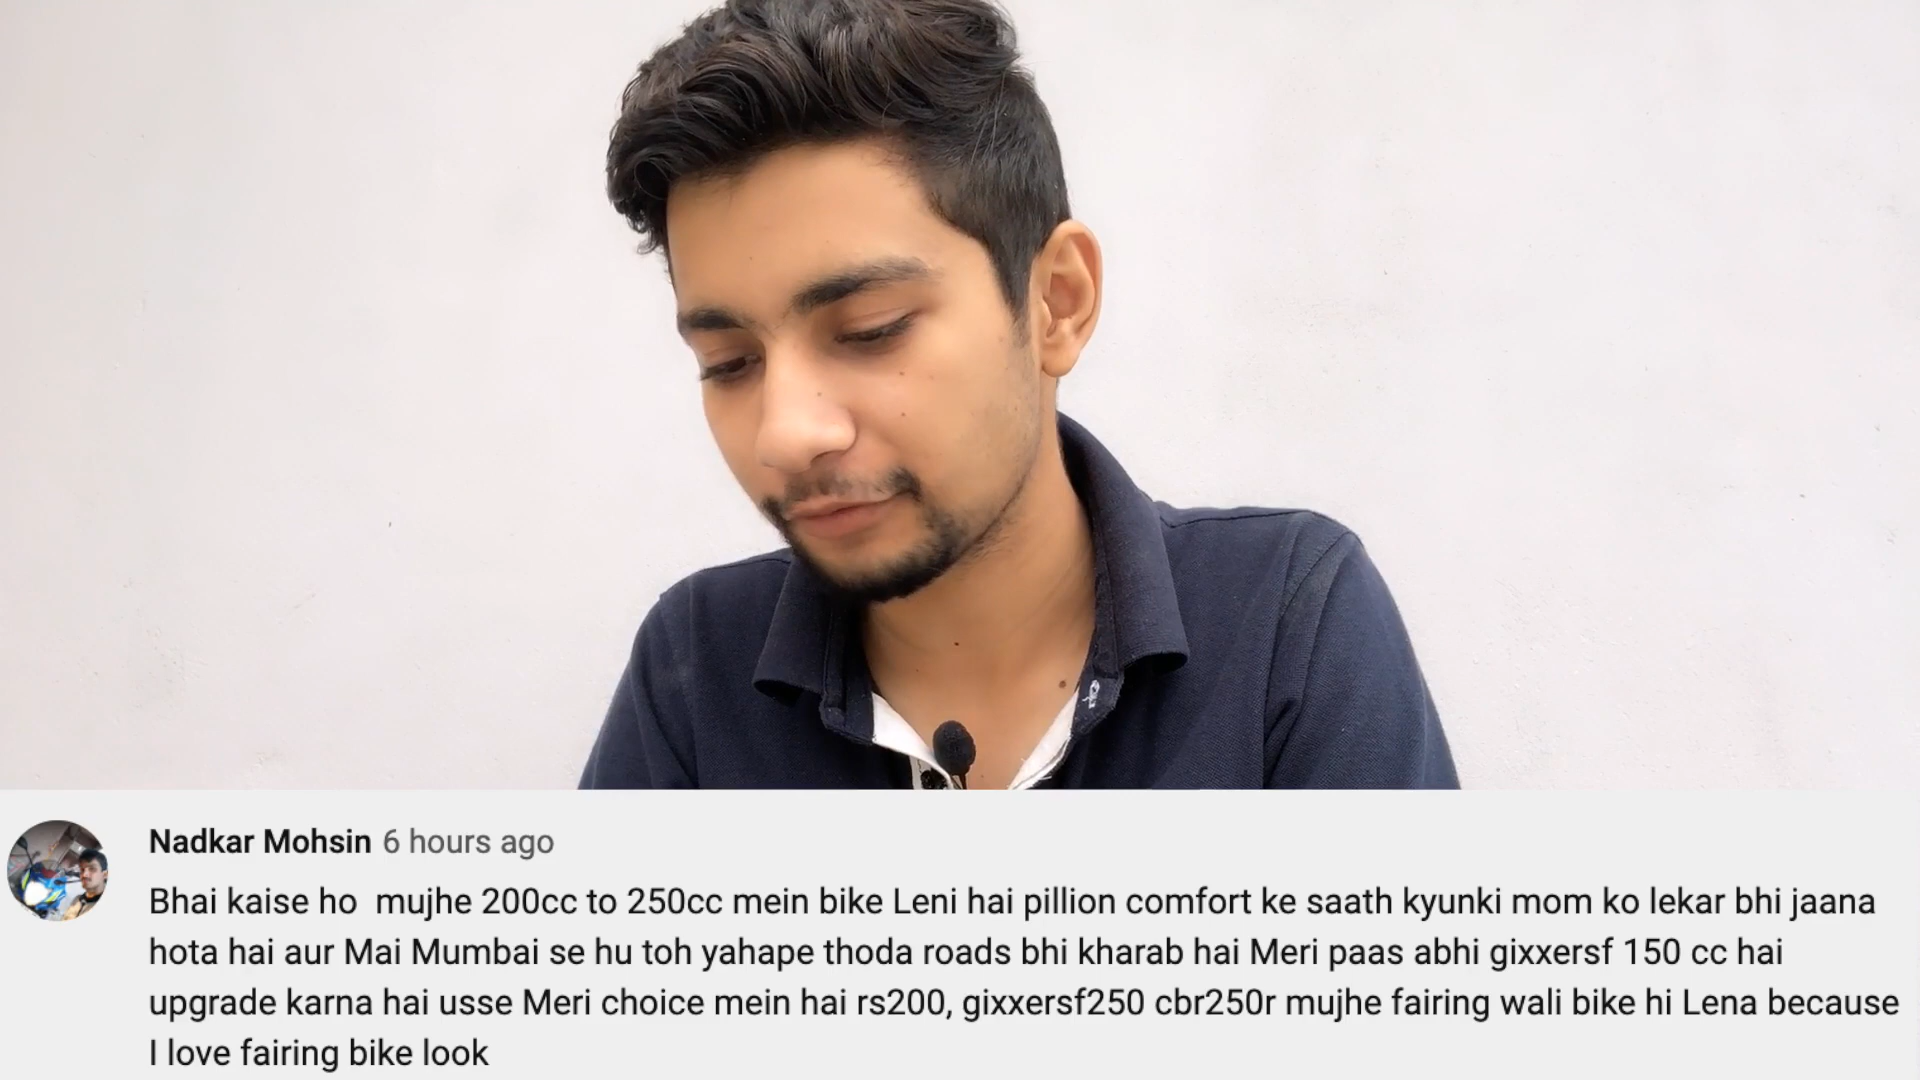 Nadkar Mohsin 6 hours ago
Bhai kaise ho mujhe 200cc to 250cc mein bike Leni hai pillion comfort ke saath kyunki mom ko lekar bhi jaana
hota hai aur Mai Mumbai se hu toh yahape thoda roads bhi kharab hai Meri paas abhi gixxersf 150 cc hai
upgrade karna hai usse Meri choice mein hai rs200, gixxersf250 cbr250r mujhe fairing wali bike hi Lena because
I love fairing bike look